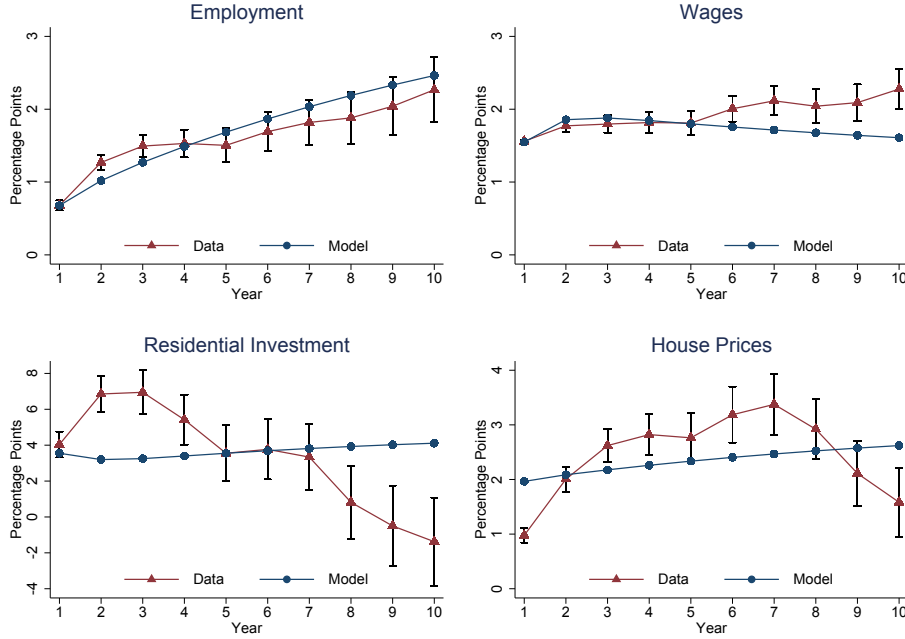 Employment
Percentage Points
3
2
1
0
Data
Model
1 2 3 4 5 6 7 8 9 10
Year
Wages
Percentage Points
3
2
1
0
Data
Model
1 2 3 4 5 6 7 8 9 10
Year
Residential Investment
Percentage Points
8
6
4
2
0
-2
-4
Data
Model
1 2 3 4 5 6 7 8 9 10
Year
House Prices
Percentage Points
4
3
2
1
0
Data
Model
1 2 3 4 5 6 7 8 9 10
Year